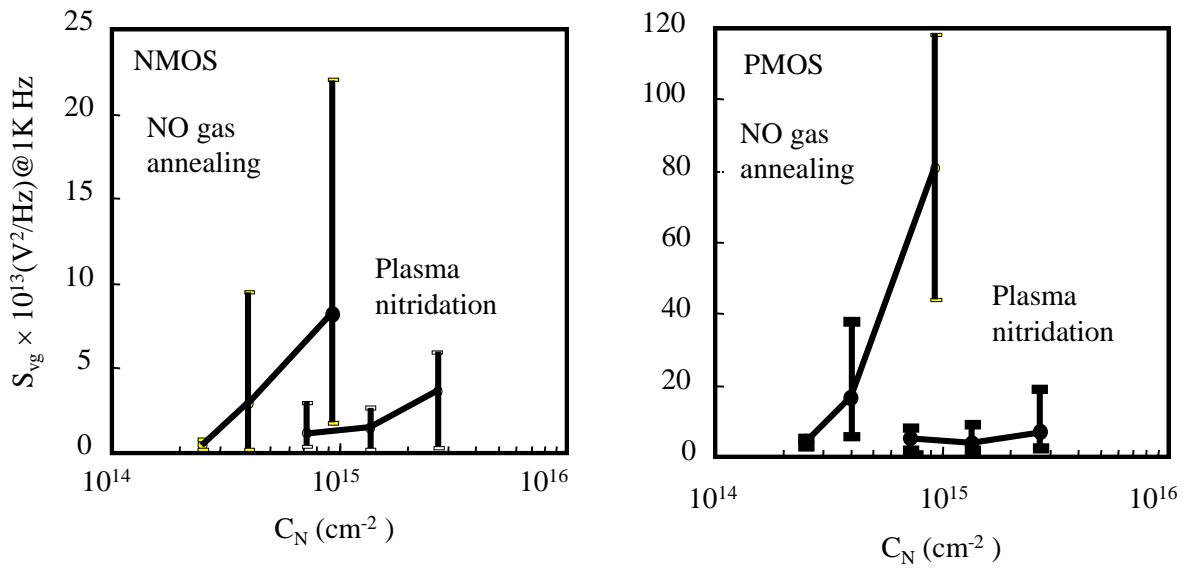 S_vg × 10^13(V^2/Hz)@1K Hz
25
20
15
10
5
0
NMOS
NO gas
annealing
Plasma
nitridation
10^14
10^15
10^16
C_N (cm^-2 )
120
100
80
60
40
20
0
PMOS
NO gas
annealing
Plasma
nitridation
10^14
10^15
10^16
C_N (cm^-2 )